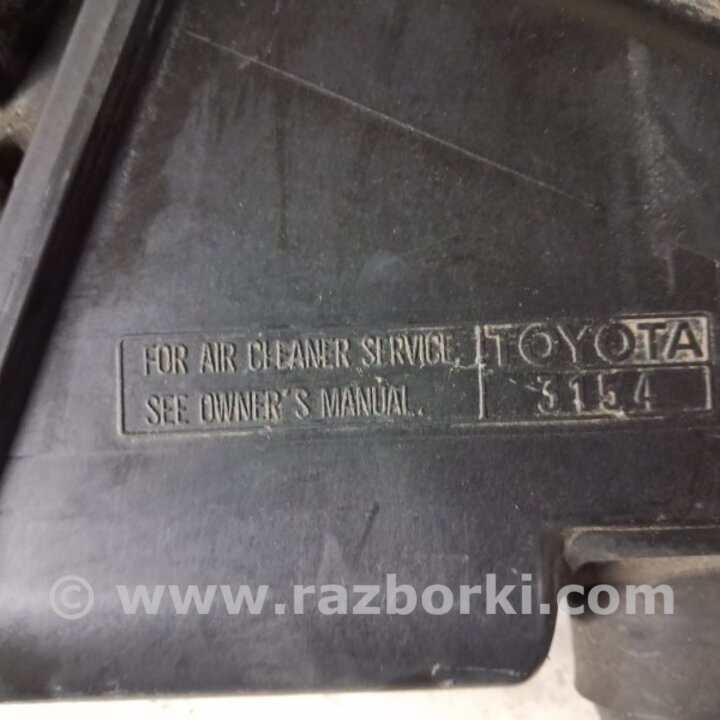 FOR AIR CLEANER SERVICE,
SEE OWNER'S MANUAL.
TOYOTA
3154
© www.razborki.com